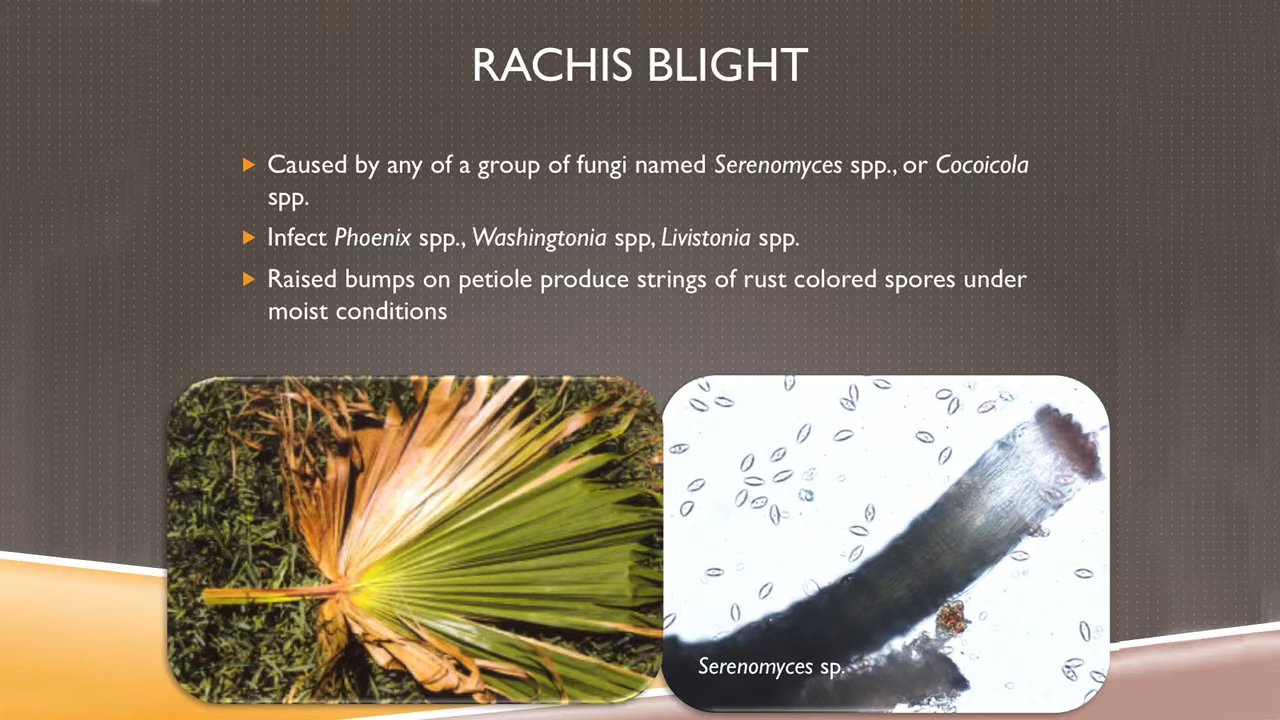 RACHIS BLIGHT
Caused by any of a group of fungi named Serenomyces spp., or Cocoicola
spp.
Infect Phoenix spp., Washingtonia spp, Livistonia spp.
Raised bumps on petiole produce strings of rust colored spores under
moist conditions
Serenomyces sp.